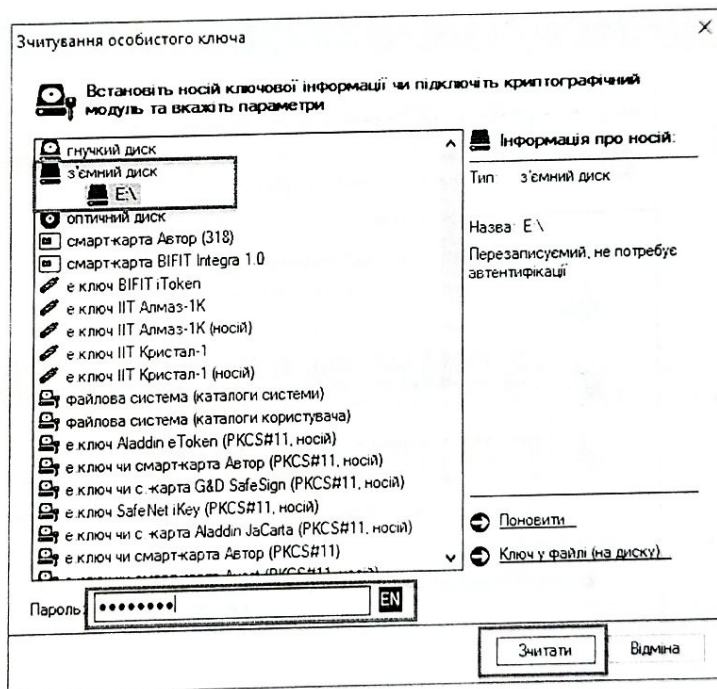 Зчитування особистого ключа
Встановіть носій ключової інформації чи підключіть криптографічний
модуль та вкажіть параметри
гнучкий диск
з'ємний диск
E:\
оптичний диск
смарт-карта Автор (318)
смарт-карта BIFIT Integra 1.0
е.ключ BIFIT iToken
е.ключ ІІТ Алмаз-1К
е.ключ ІІТ Алмаз-1К (носій)
е.ключ ІІТ Кристал-1
е.ключ ІІТ Кристал-1 (носій)
файлова система (каталоги системи)
файлова система (каталоги користувача)
е.ключ Aladdin eToken (PKCS#11, носій)
е.ключ чи смарт-карта Автор (PKCS#11, носій)
е.ключ чи с.-карта G&D SafeSign (PKCS#11, носій)
е.ключ SafeNet iKey (PKCS#11, носій)
е.ключ чи с.-карта Aladdin JaCarta (PKCS#11, носій)
е.ключ чи смарт-карта Автор (PKCS#11)
Інформація про носій:
Тип: з'ємний диск
Назва: E:\
Перезаписуємий, не потребує
автентифікації
Поновити
Ключ у файлі (на диску)
Пароль: ●●●●●●●● EN
Зчитати Відміна